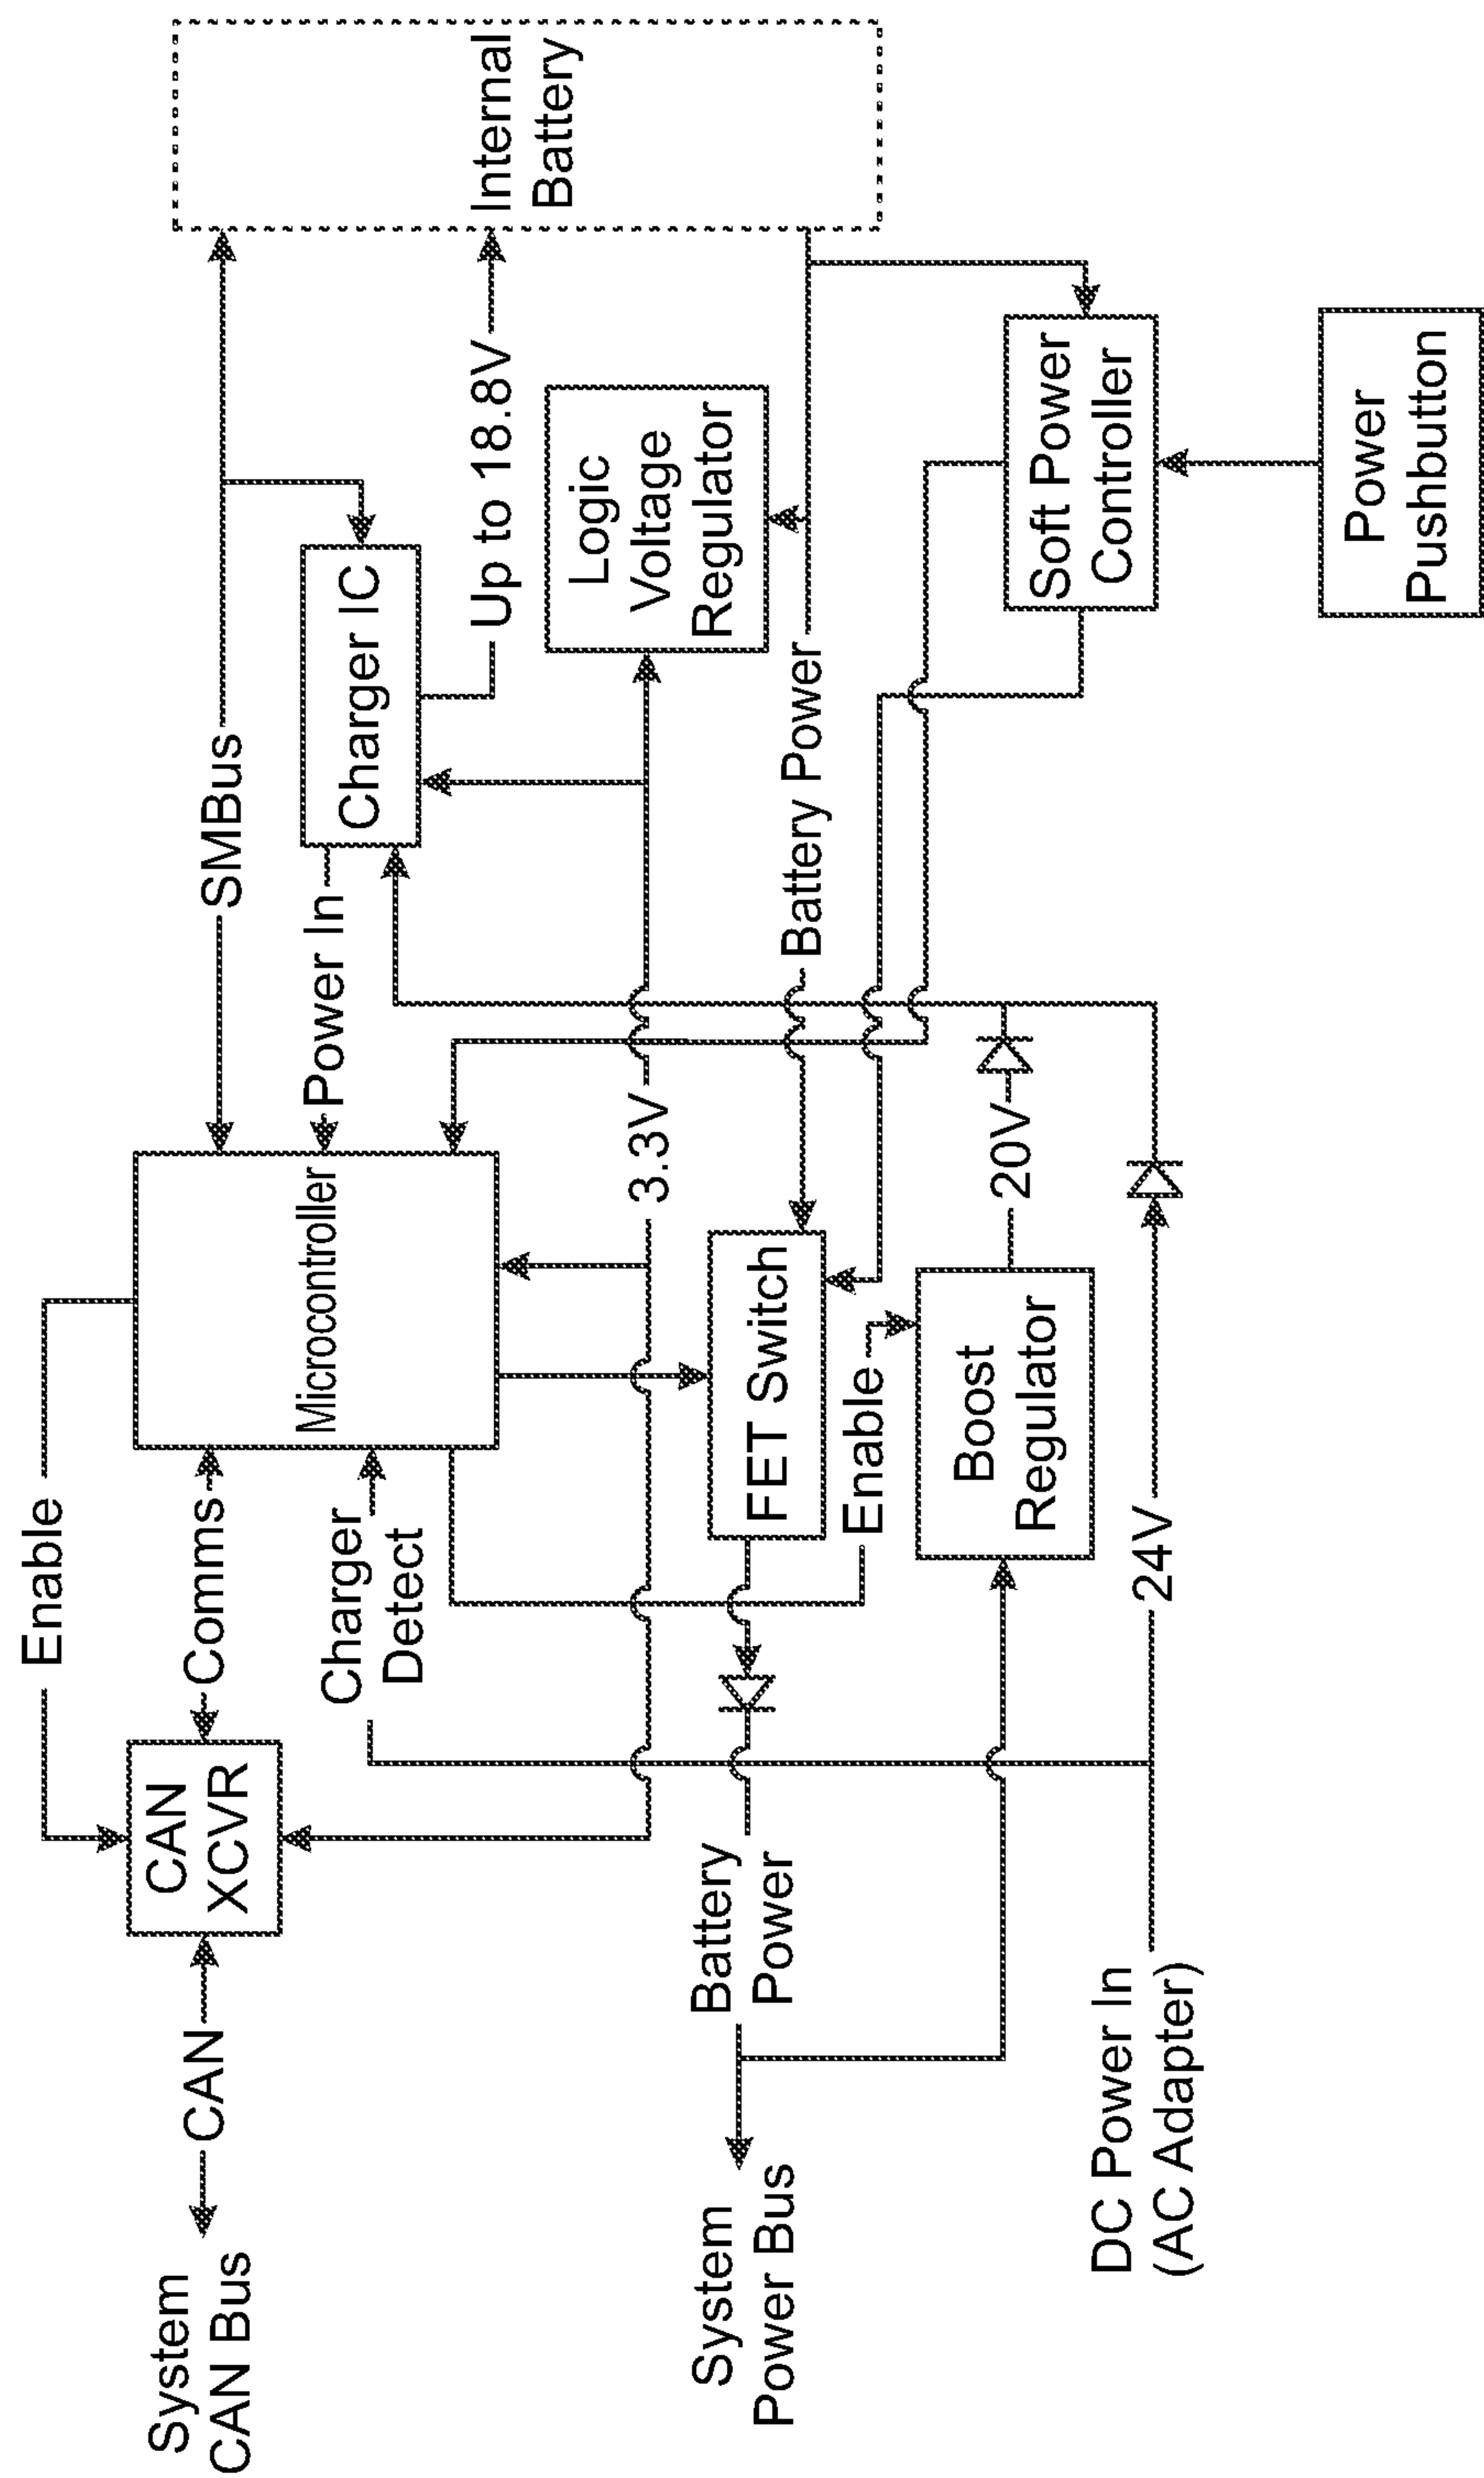 Enable
System
CAN Bus
CAN
CAN
XCVR
Comms
Microcontroller
SMBus
Power In
Charger IC
Charger
Detect
Up to 18.8V
Internal
Battery
3.3V
Logic
Voltage
Regulator
System
Power Bus
Battery
Power
FET Switch
Battery Power
Enable
Boost
Regulator
20V
Soft Power
Controller
DC Power In
(AC Adapter)
24V
Power
Pushbutton